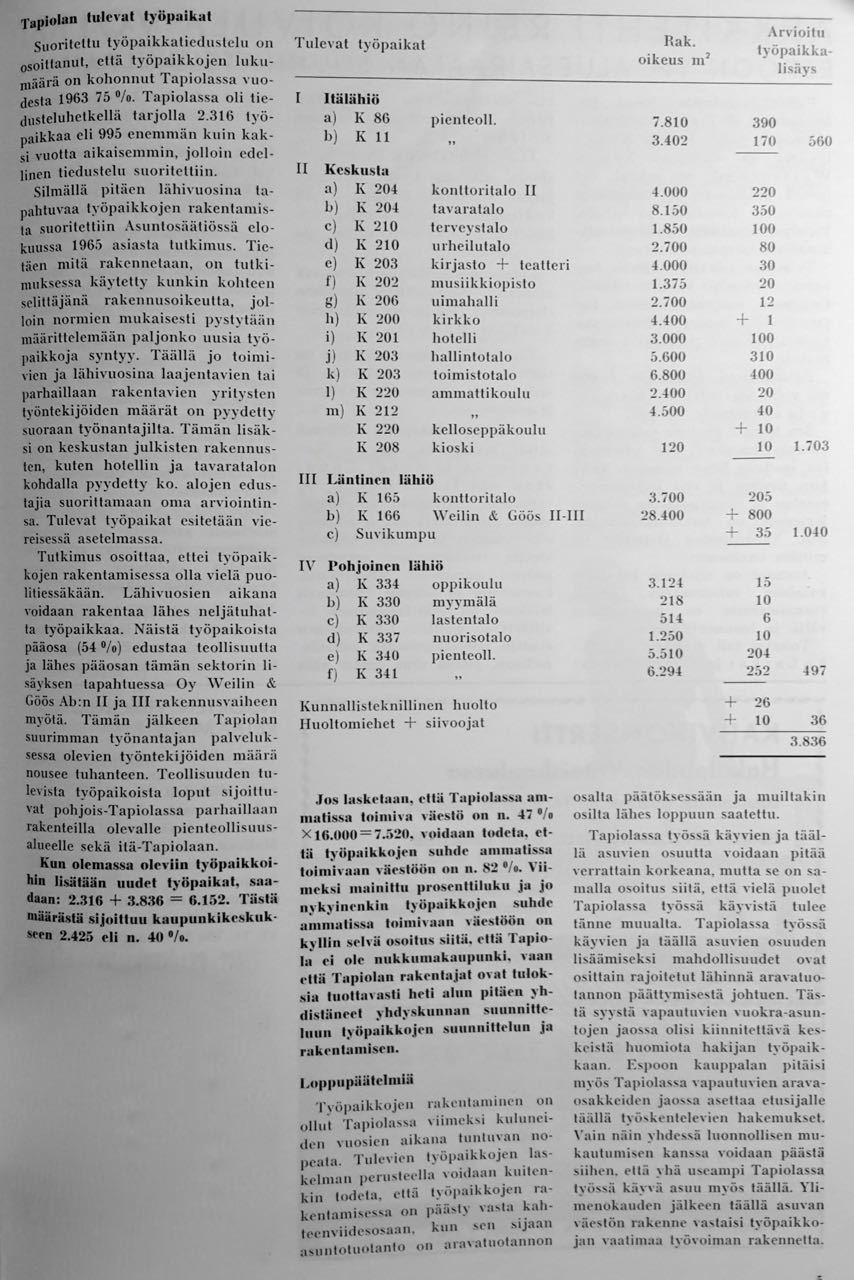 Tapiolan tulevat työpaikat
Suoritettu työpaikkatiedustelu on
osoittanut, että työpaikkojen luku-
määrä on kohonnut Tapiolassa vuo-
desta 1963 75 %. Tapiolassa oli tie-
dusteluhetkellä tarjolla 2.316 työ-
paikkaa eli 995 enemmän kuin kak-
si vuotta aikaisemmin, jolloin edel-
linen tiedustelu suoritettiin.
Silmällä pitäen lähivuosina ta-
pahtuvaa työpaikkojen rakentamis-
ta suoritettiin Asuntosäätiössä elo-
kuussa 1965 asiasta tutkimus. Tie-
täen mitä rakennetaan, on tutki-
muksessa käytetty kunkin kohteen
selittäjänä rakennusoikeutta, jol-
loin normien mukaisesti pystytään
määrittelemään paljonko uusia työ-
paikkoja syntyy. Täällä jo toimi-
vien ja lähivuosina laajentavien tai
parhaillaan rakentavien yritysten
työntekijöiden määrät on pyydetty
suoraan työnantajilta. Tämän lisäk-
si on keskustan julkisten rakennus-
ten, kuten hotellin ja tavaratalon
kohdalla pyydetty ko. alojen edus-
tajia suorittamaan oma arviointin-
sa. Tulevat työpaikat esitetään vie-
reisessä asetelmassa.
Tutkimus osoittaa, ettei työpaik-
kojen rakentamisessa olla vielä puo-
litiessäkään. Lähivuosien aikana
voidaan rakentaa lähes neljätuhat-
ta työpaikkaa. Näistä työpaikoista
pääosa (54 %) edustaa teollisuutta
ja lähes pääosan tämän sektorin li-
säyksen tapahtuessa Oy Weilin &
Göös Ab:n II ja III rakennusvaiheen
myötä. Tämän jälkeen Tapiolan
suurimman työnantajan palveluk-
sessa olevien työntekijöiden määrä
nousee tuhanteen. Teollisuuden tu-
levista työpaikoista loput sijoittu-
vat pohjois-Tapiolassa parhaillaan
rakenteilla olevalle pienteollisuus-
alueelle sekä itä-Tapiolaan.
Kun olemassa oleviin työpaikkoi-
hin lisätään uudet työpaikat, saa-
daan: 2.316 + 3.836 = 6.152. Tästä
määrästä sijoittuu kaupunkikeskuk-
seen 2.425 eli n. 40 %.
Tulevat työpaikat Rak. oikeus m² Arvioitu työpaikka-lisäys
I Itälähiö
a) K 86 pienteoll. 7.810 390
b) K 11 „ 3.402 170 560
II Keskusta
a) K 204 konttoritalo II 4.000 220
b) K 204 tavaratalo 8.150 350
c) K 210 terveystalo 1.850 100
d) K 210 urheilutalo 2.700 80
e) K 203 kirjasto + teatteri 4.000 30
f) K 202 musiikkiopisto 1.375 20
g) K 206 uimahalli 2.700 12
h) K 200 kirkko 4.400 + 1
i) K 201 hotelli 3.000 100
j) K 203 hallintotalo 5.600 310
k) K 203 toimistotalo 6.800 400
l) K 220 ammattikoulu 2.400 20
m) K 212 „ 4.500 40
K 220 kelloseppäkoulu + 10
K 208 kioski 120 10 1.703
III Läntinen lähiö
a) K 165 konttoritalo 3.700 205
b) K 166 Weilin & Göös II-III 28.400 + 800
c) Suvikumpu + 35 1.040
IV Pohjoinen lähiö
a) K 334 oppikoulu 3.124 15
b) K 330 myymälä 218 10
c) K 330 lastentalo 514 6
d) K 337 nuorisotalo 1.250 10
e) K 340 pienteoll. 5.510 204
f) K 341 „ 6.294 252 497
Kunnallisteknillinen huolto + 26
Huoltomiehet + siivoojat + 10 36
3.836
Jos lasketaan, että Tapiolassa am-
matissa toimiva väestö on n. 47 %
×16.000=7.520, voidaan todeta, et-
tä työpaikkojen suhde ammatissa
toimivaan väestöön on n. 82 %. Vii-
meksi mainittu prosenttiluku ja jo
nykyinenkin työpaikkojen suhde
ammatissa toimivaan väestöön on
kyllin selvä osoitus siitä, että Tapio-
la ei ole nukkumakaupunki, vaan
että Tapiolan rakentajat ovat tulok-
sia tuottavasti heti alun pitäen yh-
distäneet yhdyskunnan suunnitte-
luun työpaikkojen suunnittelun ja
rakentamisen.
Loppupäätelmiä
Työpaikkojen rakentaminen on
ollut Tapiolassa viimeksi kulunei-
den vuosien aikana tuntuvan no-
peata. Tulevien työpaikkojen las-
kelman perusteella voidaan kuiten-
kin todeta, että työpaikkojen ra-
kentamisessa on päästy vasta kah-
teenviidesosaan, kun sen sijaan
asuntotuotanto on aravatuotannon
osalta päätöksessään ja muiltakin
osilta lähes loppuun saatettu.
Tapiolassa työssä käyvien ja tääl-
lä asuvien osuutta voidaan pitää
verrattain korkeana, mutta se on sa-
malla osoitus siitä, että vielä puolet
Tapiolassa työssä käyvistä tulee
tänne muualta. Tapiolassa työssä
käyvien ja täällä asuvien osuuden
lisäämiseksi mahdollisuudet ovat
osittain rajoitetut lähinnä aravatuo-
tannon päättymisestä johtuen. Täs-
tä syystä vapautuvien vuokra-asun-
tojen jaossa olisi kiinnitettävä kes-
keistä huomiota hakijan työpaik-
kaan. Espoon kauppalan pitäisi
myös Tapiolassa vapautuvien arava-
osakkeiden jaossa asettaa etusijalle
täällä työskentelevien hakemukset.
Vain näin yhdessä luonnollisen mu-
kautumisen kanssa voidaan päästä
siihen, että yhä useampi Tapiolassa
työssä käyvä asuu myös täällä. Yli-
menokauden jälkeen täällä asuvan
väestön rakenne vastaisi työpaikko-
jan vaatimaa työvoiman rakennetta.